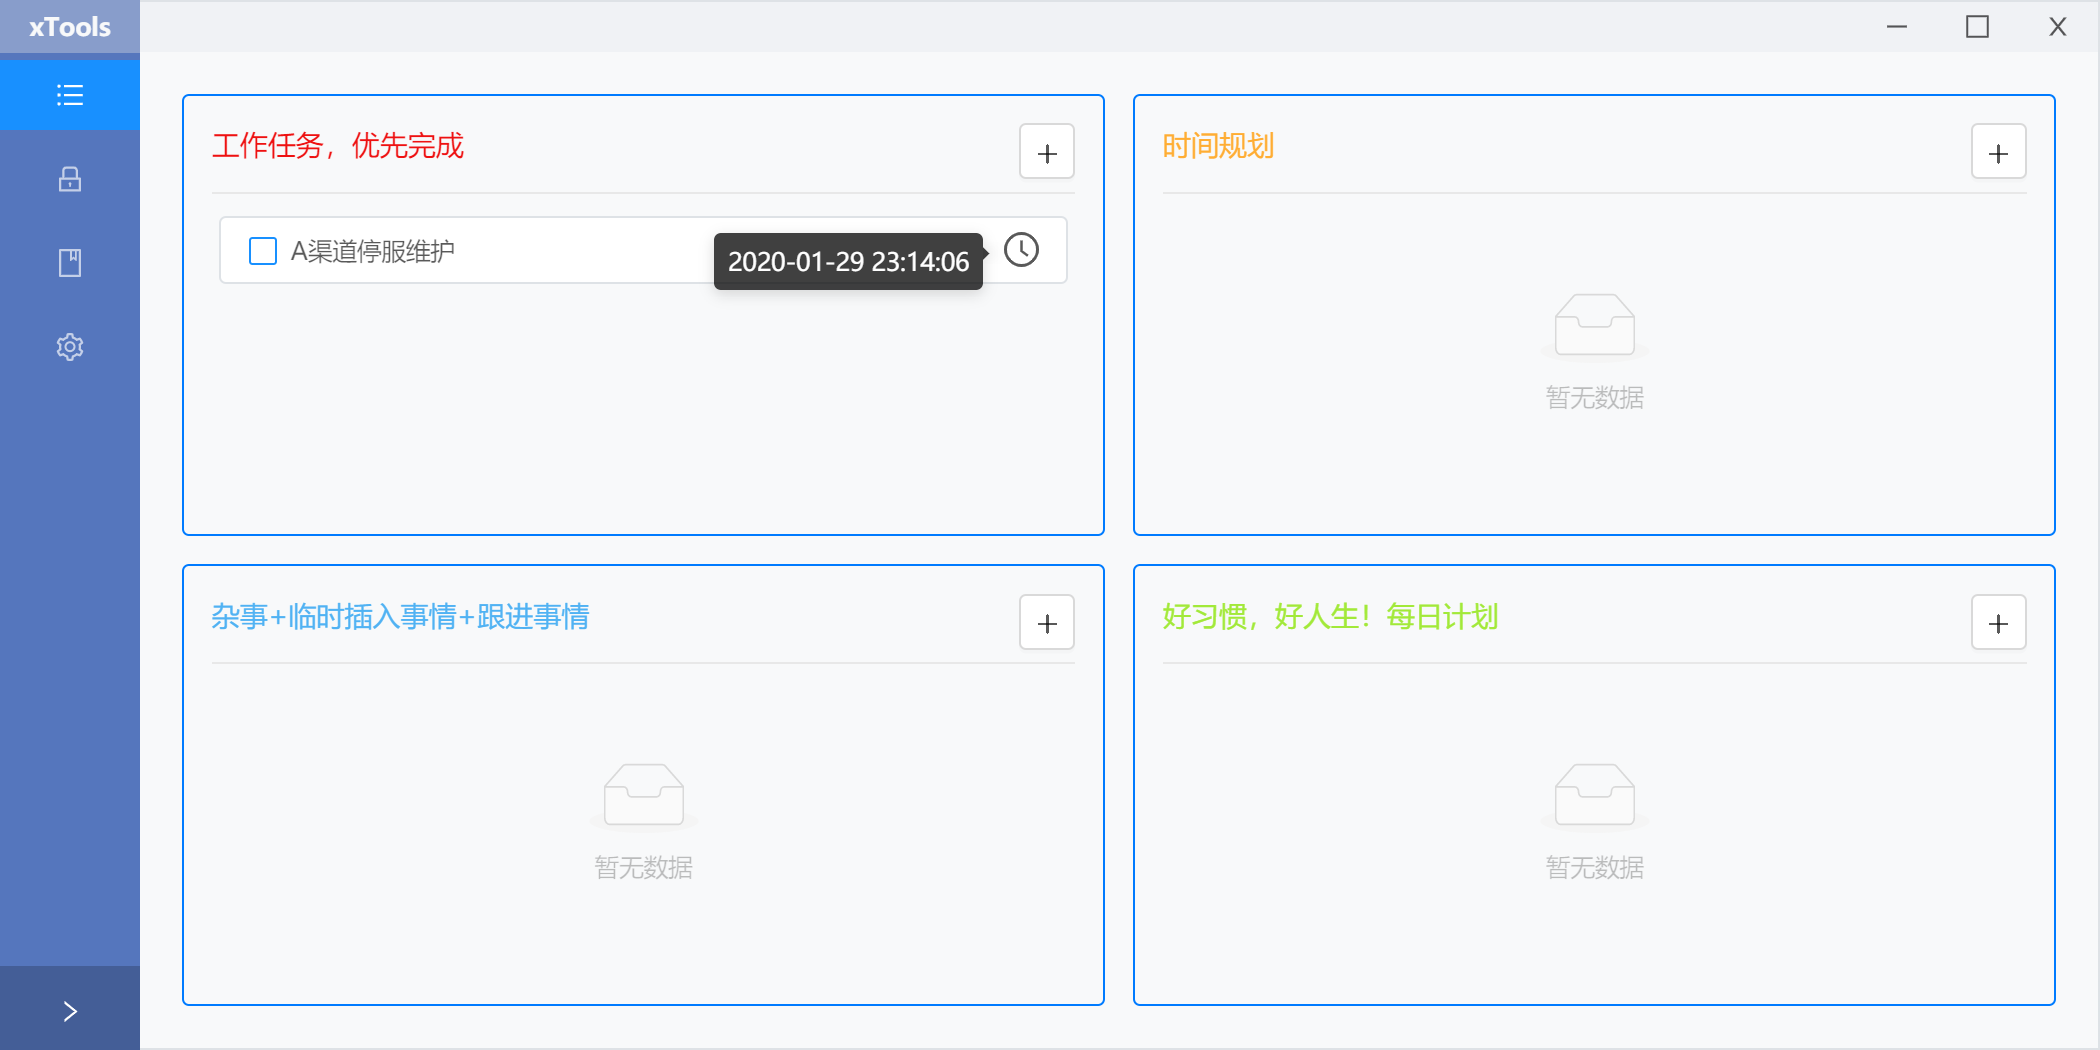 xTools
X
工作任务，优先完成
A渠道停服维护
2020-01-29 23:14:06
时间规划
暂无数据
杂事+临时插入事情+跟进事情
暂无数据
好习惯，好人生！每日计划
暂无数据